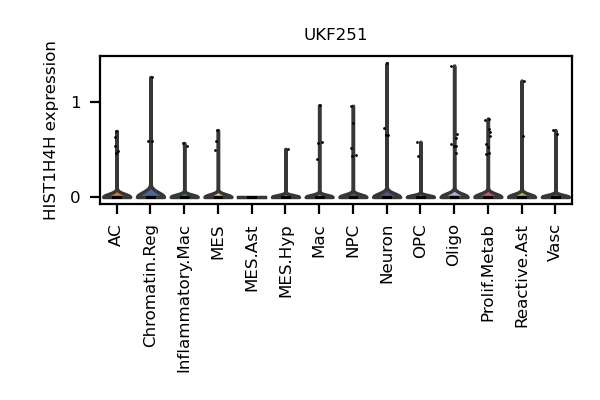 UKF251
HIST1H4H expression
1
0
AC
Chromatin.Reg
Inflammatory.Mac
MES
MES.Ast
MES.Hyp
Mac
NPC
Neuron
OPC
Oligo
Prolif.Metab
Reactive.Ast
Vasc